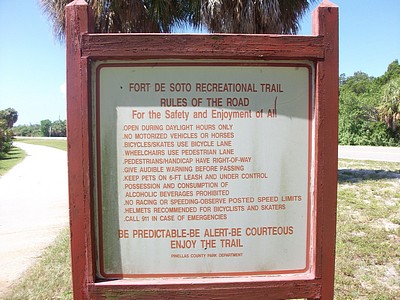 FORT DE SOTO RECREATIONAL TRAIL
RULES OF THE ROAD
For the Safety and Enjoyment of All
.OPEN DURING DAYLIGHT HOURS ONLY
.NO MOTORIZED VEHICLES OR HORSES
.BICYCLES/SKATES USE BICYCLE LANE
.WHEELCHAIRS USE PEDESTRIAN LANE
.PEDESTRIANS/HANDICAP HAVE RIGHT-OF-WAY
.GIVE AUDIBLE WARNING BEFORE PASSING
.KEEP PETS ON 6-FT LEASH AND UNDER CONTROL
.POSSESSION AND CONSUMPTION OF
ALCOHOLIC BEVERAGES PROHIBITED
.NO RACING OR SPEEDING-OBSERVE POSTED SPEED LIMITS
.HELMETS RECOMMENDED FOR BICYCLISTS AND SKATERS
.CALL 911 IN CASE OF EMERGENCIES
BE PREDICTABLE-BE ALERT-BE COURTEOUS
ENJOY THE TRAIL
PINELLAS COUNTY PARK DEPARTMENT